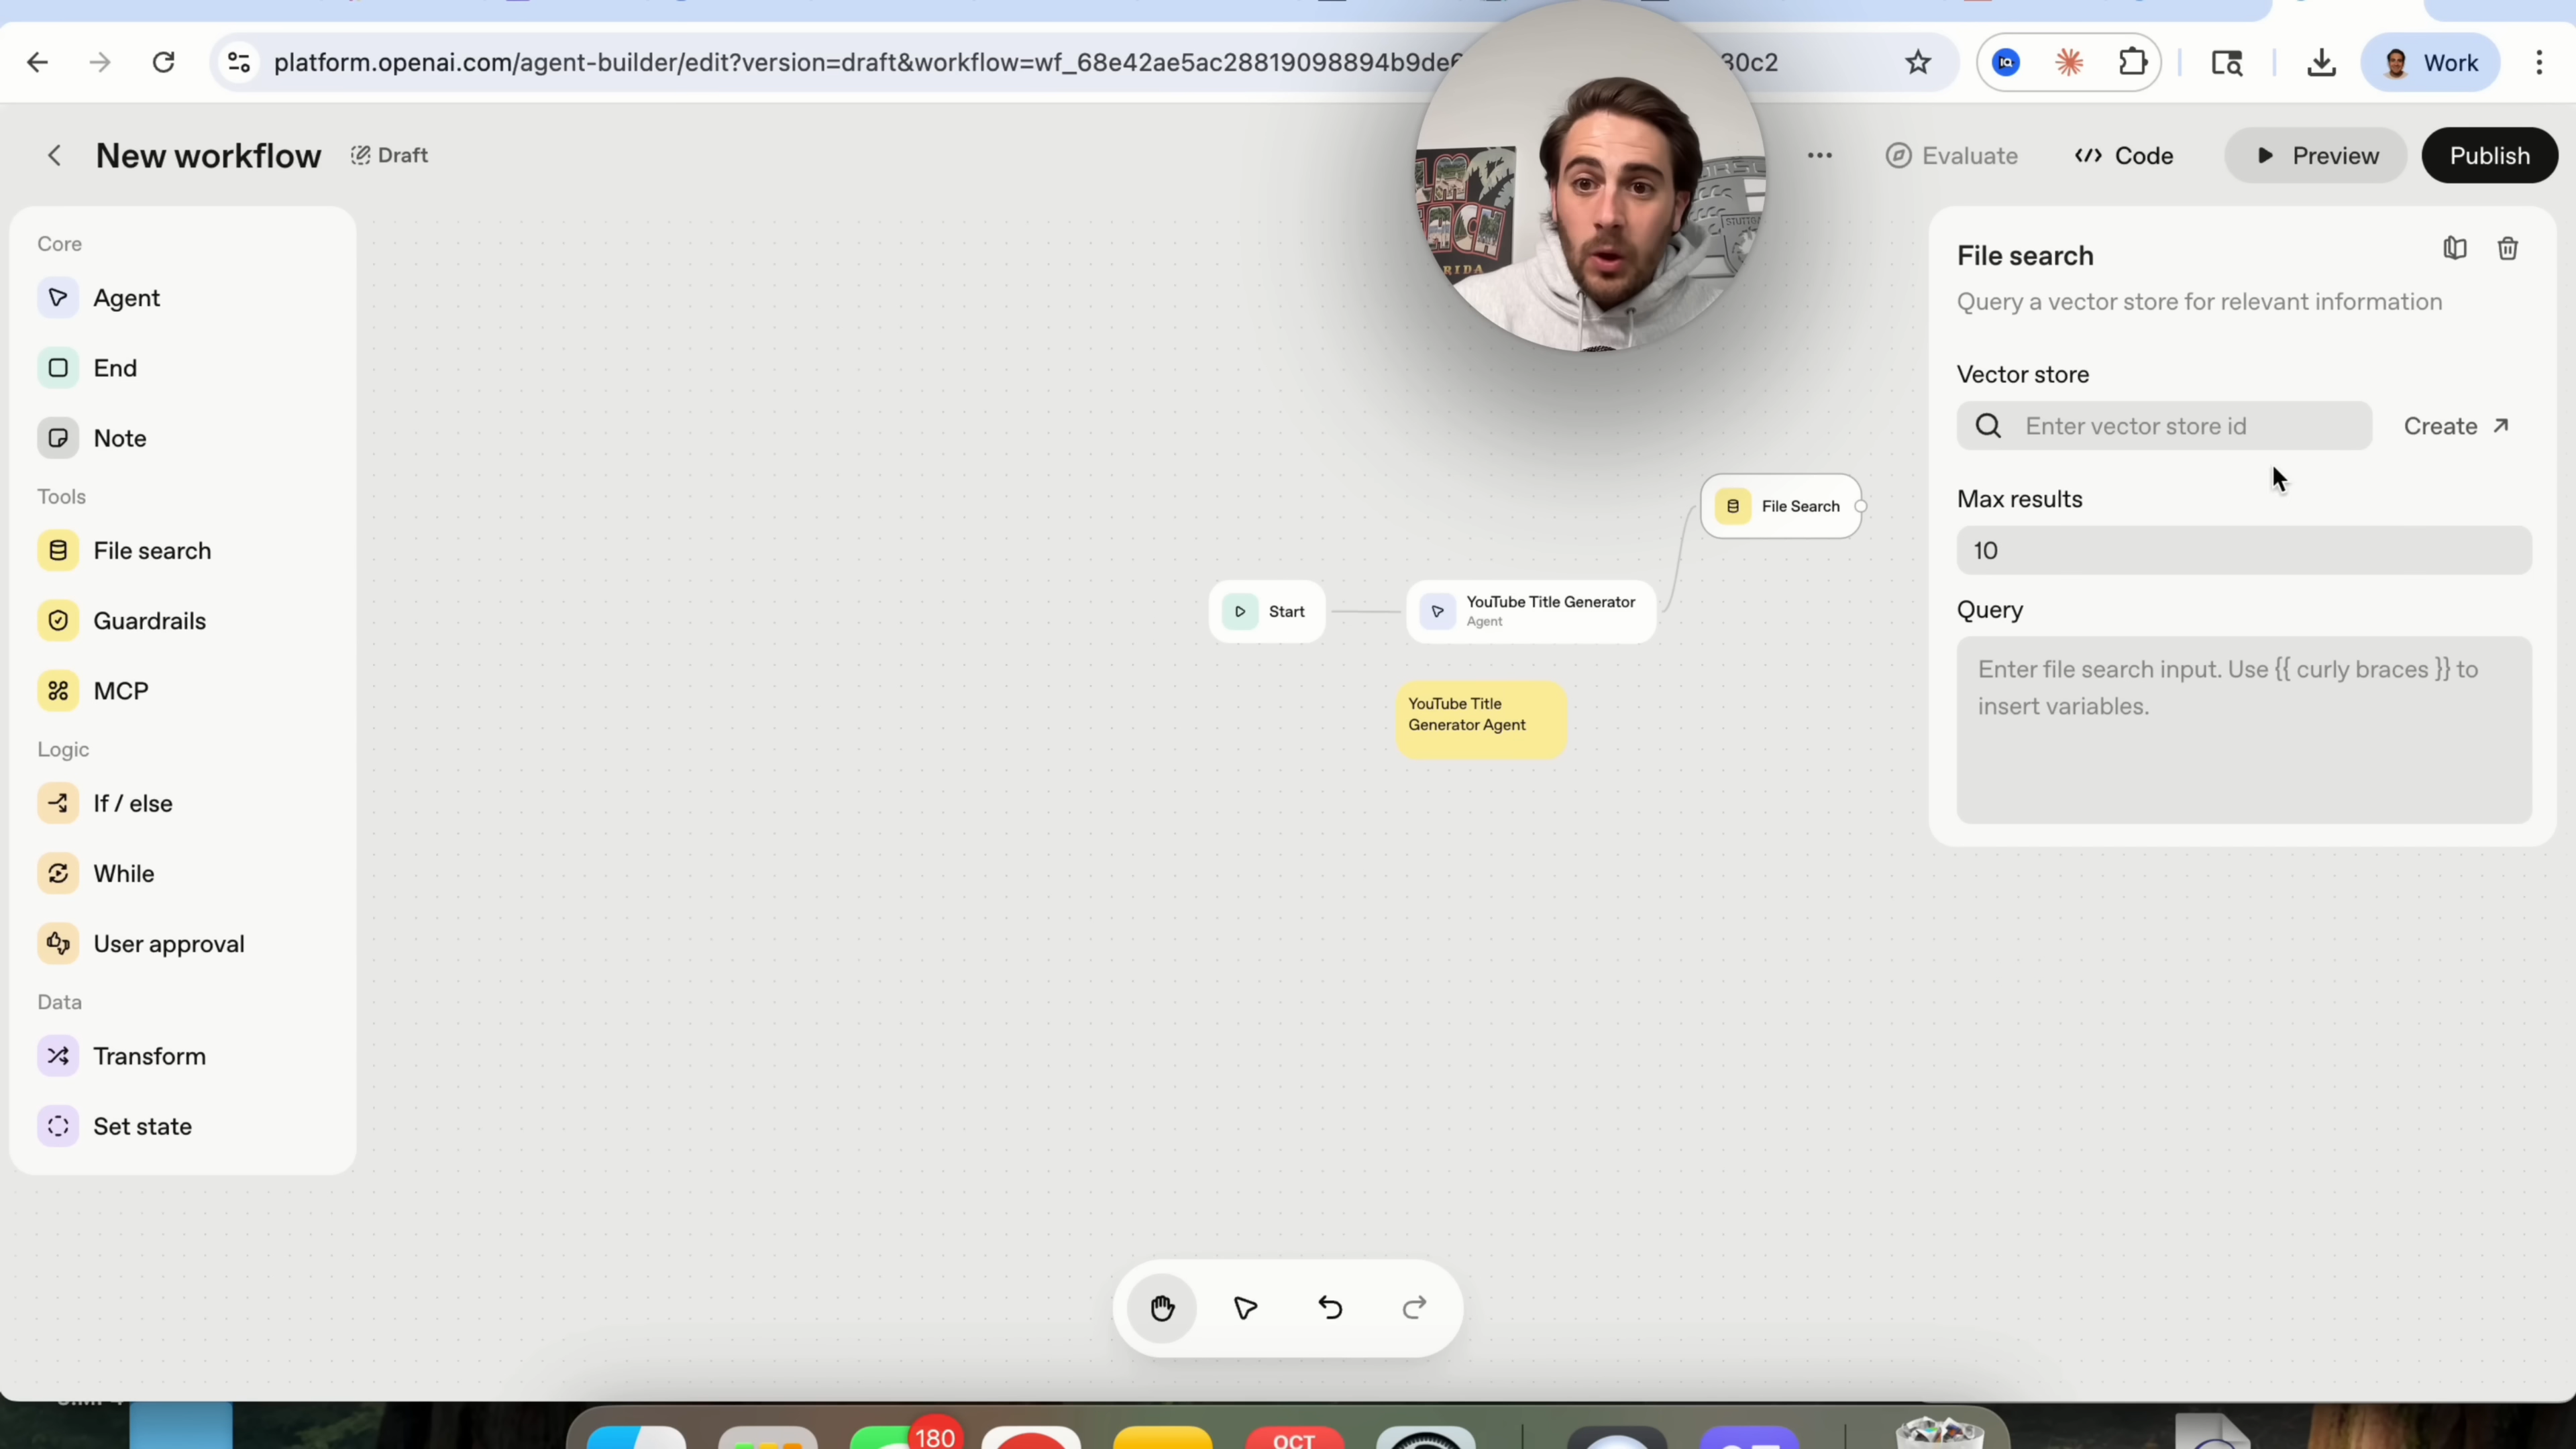 platform.openai.com/agent-builder/edit?version=draft&workflow=wf_68e42ae5ac28819098894b9de6
30c2
Work
New workflow
Draft
Evaluate
Code
Preview
Publish
Core
Agent
End
Note
Tools
File search
Guardrails
MCP
Logic
If / else
While
User approval
Data
Transform
Set state
RIDA
Start
YouTube Title Generator
Agent
File Search
YouTube Title
Generator Agent
File search
Query a vector store for relevant information
Vector store
Enter vector store id
Create
Max results
10
Query
Enter file search input. Use {{ curly braces }} to
insert variables.
180
OCT